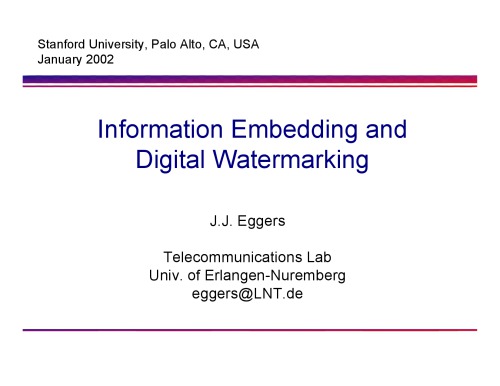 Stanford University, Palo Alto, CA, USA
January 2002
Information Embedding and
Digital Watermarking
J.J. Eggers
Telecommunications Lab
Univ. of Erlangen-Nuremberg
eggers@LNT.de